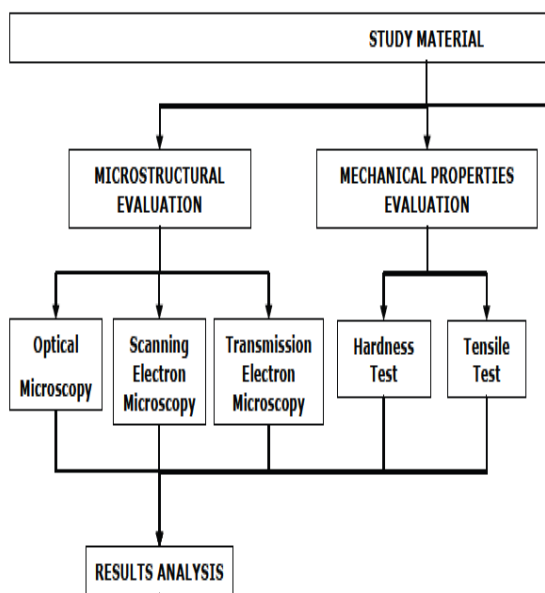 STUDY MATERIAL
MICROSTRUCTURAL
EVALUATION
MECHANICAL PROPERTIES
EVALUATION
Optical
Microscopy
Scanning
Electron
Microscopy
Transmission
Electron
Microscopy
Hardness
Test
Tensile
Test
RESULTS ANALYSIS